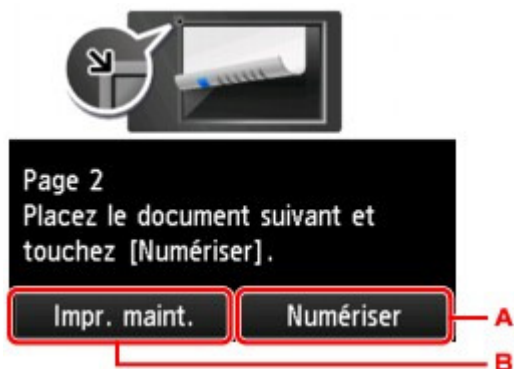 Page 2
Placez le document suivant et
touchez [Numériser].
Impr. maint.
Numériser
A
B